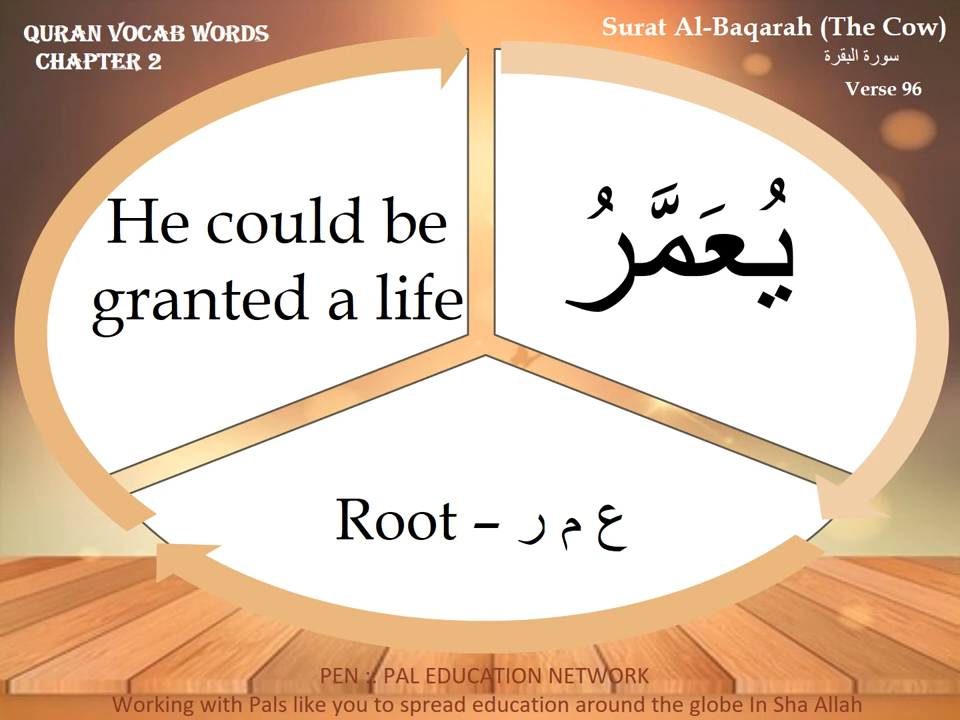 QURAN VOCAB WORDS
CHAPTER 2
Surat Al-Baqarah (The Cow)
سورة البقرة
Verse 96
He could be
granted a life
يُعَمَّرُ
Root – ع م ر
PEN :: PAL EDUCATION NETWORK
Working with Pals like you to spread education around the globe In Sha Allah